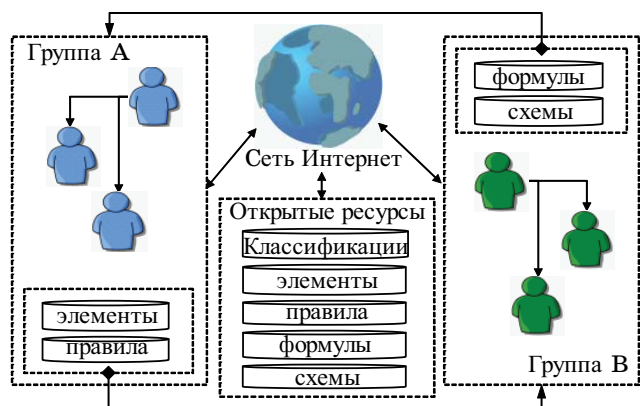 Группа А
элементы
правила
Сеть Интернет
Открытые ресурсы
Классификации
элементы
правила
формулы
схемы
формулы
схемы
Группа В